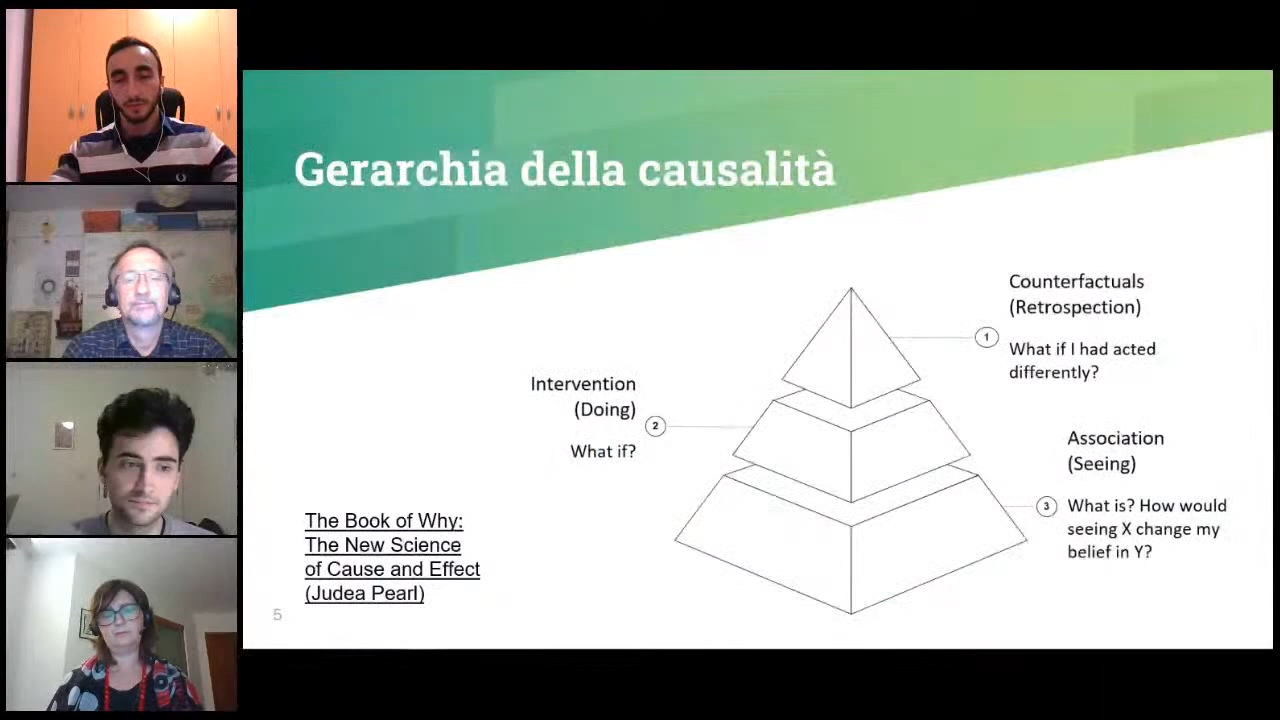 Gerarchia della causalità
Counterfactuals
(Retrospection)
1
What if I had acted
differently?
Intervention
(Doing)
2
What if?
Association
(Seeing)
3
What is? How would
seeing X change my
belief in Y?
The Book of Why:
The New Science
of Cause and Effect
(Judea Pearl)
5